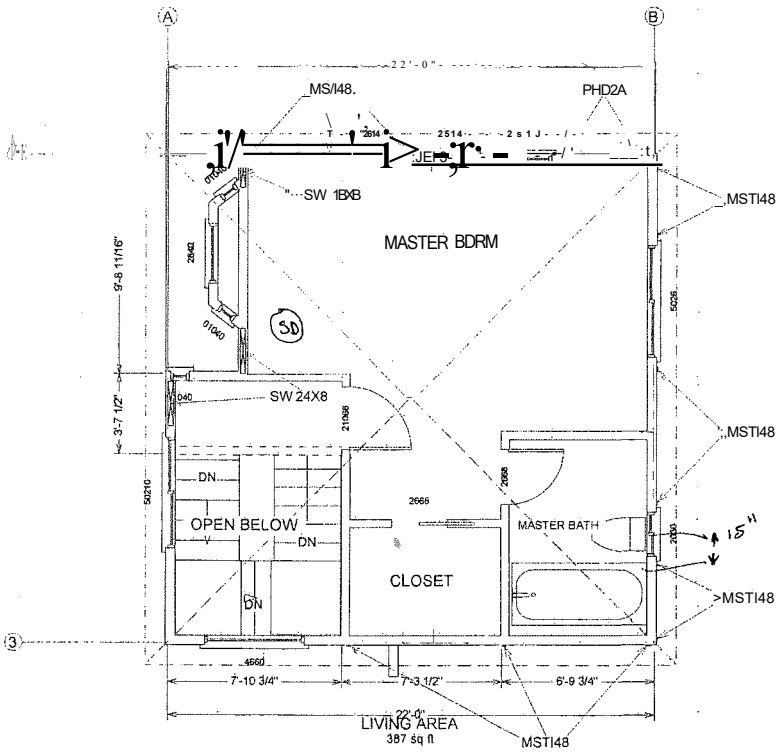 A
B
22'-0"
MS/I48.
PHD2A
2614
2514
01040
SW 1BXB
MSTI48
MASTER BDRM
2640
9'-8 11/16"
5026
SD
01040
SW 24X8
040
3'-7 1/2"
21068
MSTI48
DN
2668
50210
2666
OPEN BELOW
MASTER BATH
15"
DN
CLOSET
DN
MSTI48
3
4660
7'-10 3/4"
7'-3 1/2"
6'-9 3/4"
22'-0"
LIVING AREA
387 sq ft
MSTI48